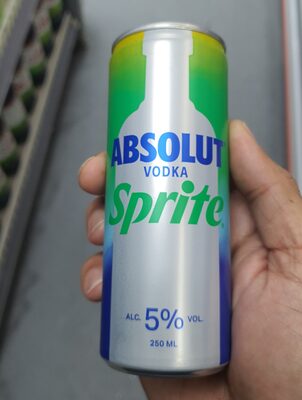 ABSOLUT
VODKA
Sprite
ALC. 5% VOL.
250 ML